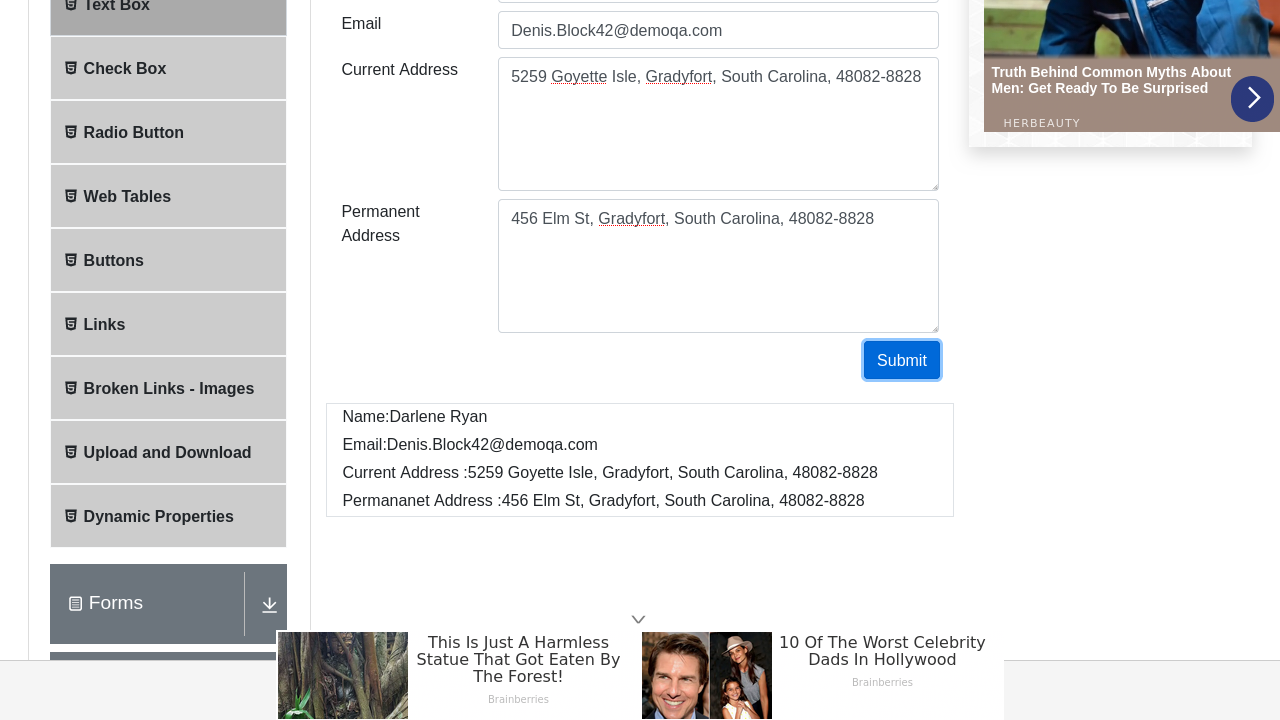 Text Box
Check Box
Radio Button
Web Tables
Buttons
Links
Broken Links - Images
Upload and Download
Dynamic Properties
Forms
Email
Denis.Block42@demoqa.com
Current Address
5259 Goyette Isle, Gradyfort, South Carolina, 48082-8828
Permanent
Address
456 Elm St, Gradyfort, South Carolina, 48082-8828
Submit
Name:Darlene Ryan
Email:Denis.Block42@demoqa.com
Current Address :5259 Goyette Isle, Gradyfort, South Carolina, 48082-8828
Permananet Address :456 Elm St, Gradyfort, South Carolina, 48082-8828
Truth Behind Common Myths About
Men: Get Ready To Be Surprised
HERBEAUTY
This Is Just A Harmless
Statue That Got Eaten By
The Forest!
Brainberries
10 Of The Worst Celebrity
Dads In Hollywood
Brainberries